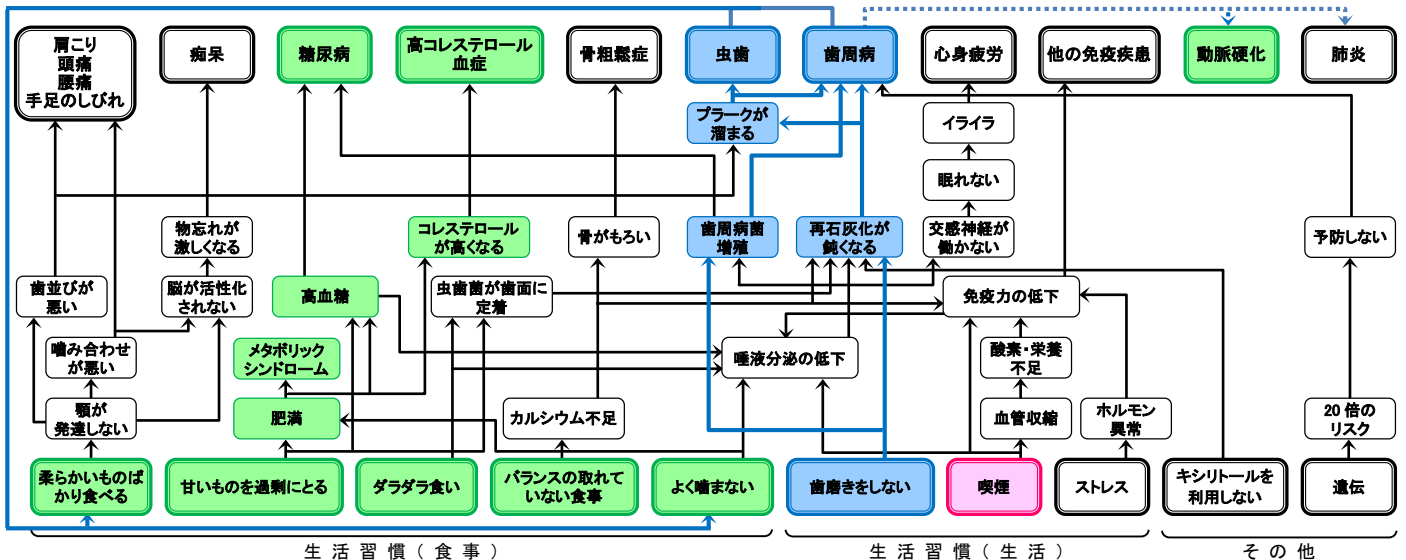 肩こり
頭痛
腰痛
手足のしびれ
痴呆
糖尿病
高コレステロール
血症
骨粗鬆症
虫歯
歯周病
心身疲労
他の免疫疾患
動脈硬化
肺炎
プラークが
溜まる
イライラ
眠れない
物忘れが
激しくなる
コレステロール
が高くなる
骨がもろい
歯周病菌
増殖
再石灰化が
鈍くなる
交感神経が
働かない
予防しない
歯並びが
悪い
脳が活性化
されない
高血糖
虫歯菌が歯面に
定着
免疫力の低下
噛み合わせ
が悪い
メタボリック
シンドローム
唾液分泌の低下
酸素・栄養
不足
顎が
発達しない
肥満
カルシウム不足
血管収縮
ホルモン
異常
20倍の
リスク
柔らかいものば
かり食べる
甘いものを過剰にとる
ダラダラ食い
バランスの取れて
いない食事
よく噛まない
歯磨きをしない
喫煙
ストレス
キシリトールを
利用しない
遺伝
生活習慣(食事)
生活習慣(生活)
その他